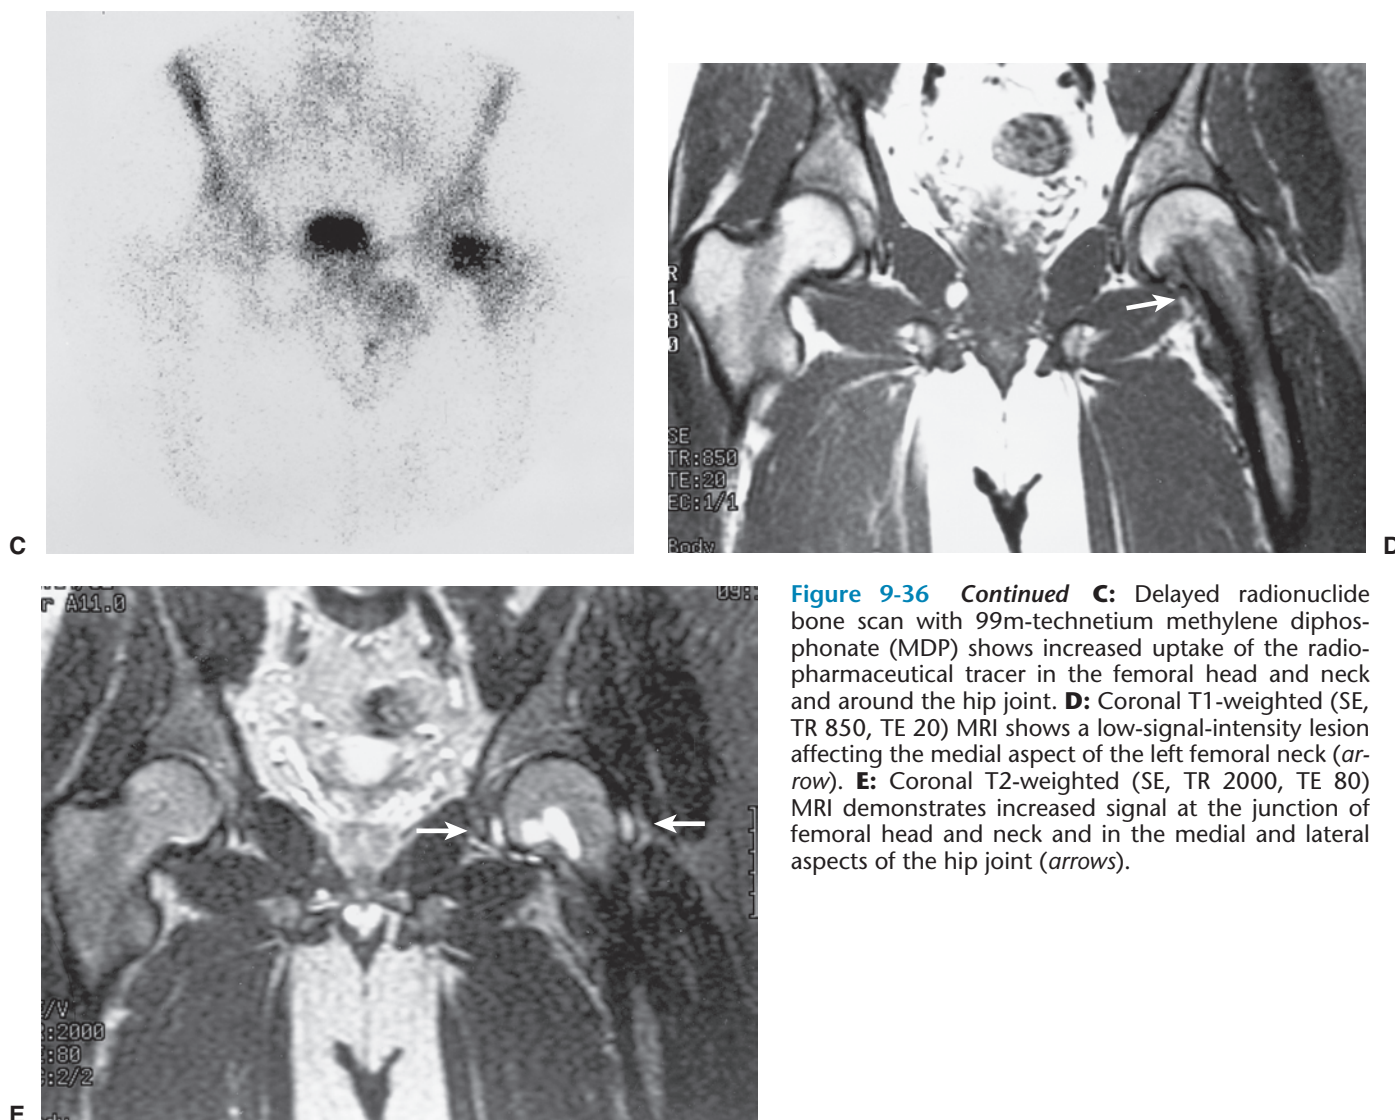 C
R
1
8
0
SE
TR:850
TE:20
EC:1/1
Body
D
r A11.0
09:
/V
:2000
:80
:2/2
E
Figure 9-36 Continued C: Delayed radionuclide
bone scan with 99m-technetium methylene diphos-
phonate (MDP) shows increased uptake of the radio-
pharmaceutical tracer in the femoral head and neck
and around the hip joint. D: Coronal T1-weighted (SE,
TR 850, TE 20) MRI shows a low-signal-intensity lesion
affecting the medial aspect of the left femoral neck (ar-
row). E: Coronal T2-weighted (SE, TR 2000, TE 80)
MRI demonstrates increased signal at the junction of
femoral head and neck and in the medial and lateral
aspects of the hip joint (arrows).